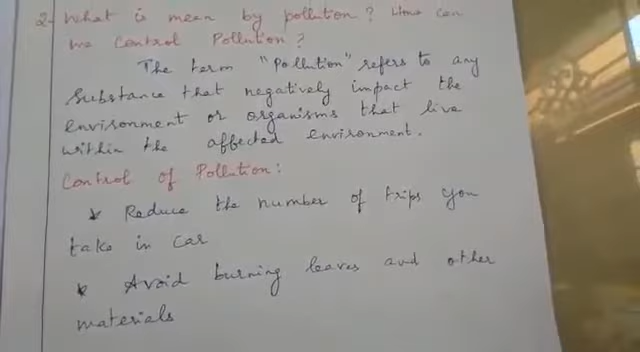 2. What is mean by pollution? How can
we control Pollution?
The term "Pollution" refers to any
Substance that negatively impact the
environment or organisms that live
within the affected environment.
Control of Pollution:
* Reduce the number of trips you
take in car
* Avoid burning leaves and other
materials